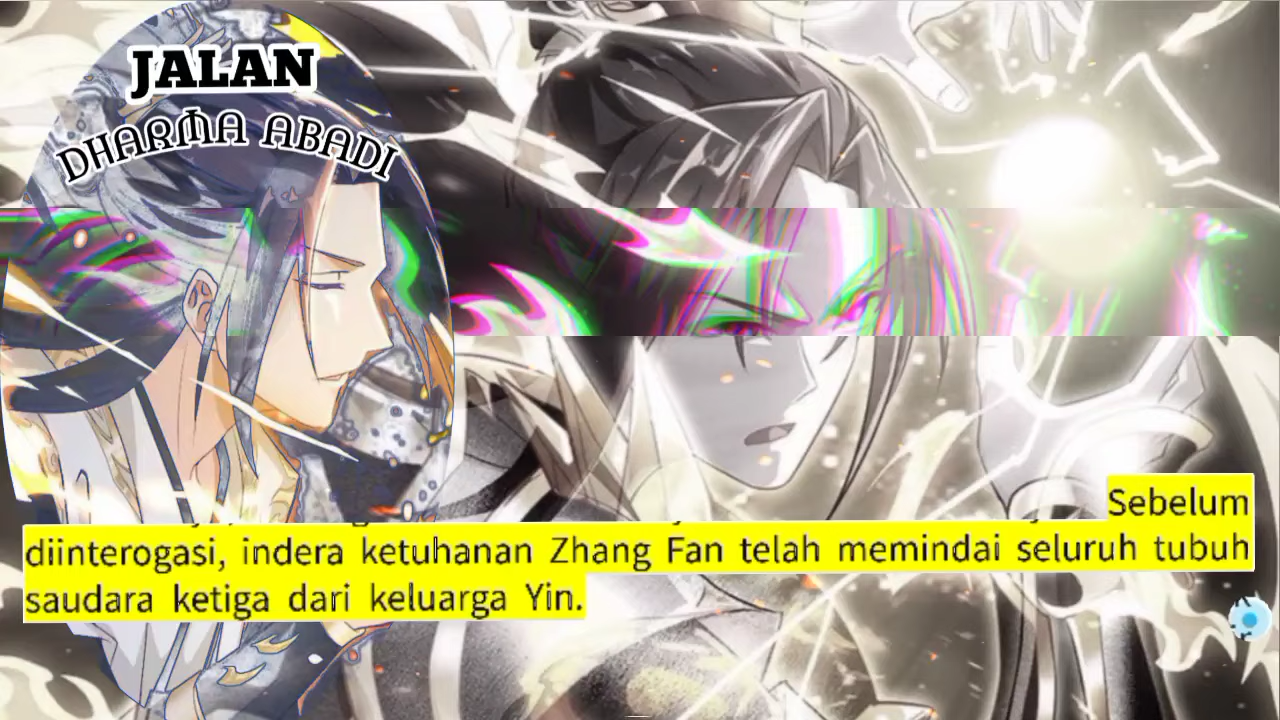 JALAN
DHARMA ABADI
Sebelum
diinterogasi, indera ketuhanan Zhang Fan telah memindai seluruh tubuh
saudara ketiga dari keluarga Yin.